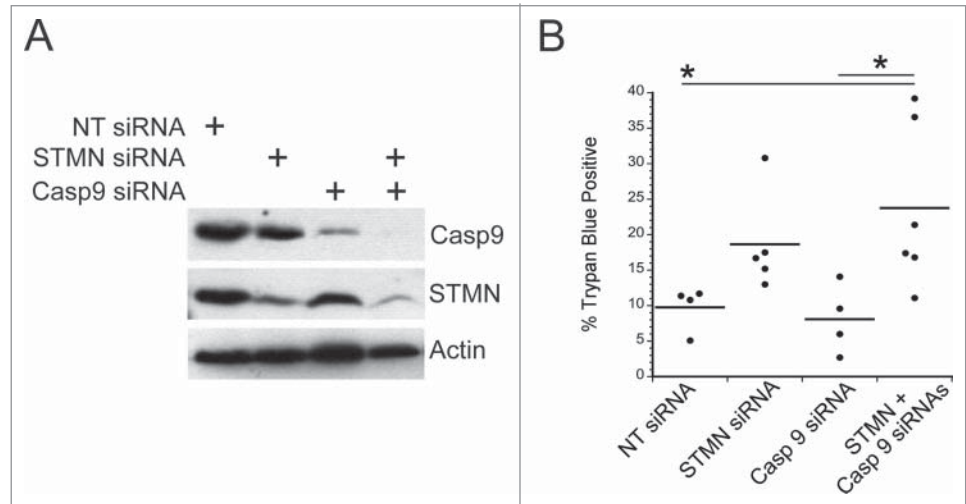 A
NT siRNA +
STMN siRNA + +
Casp9 siRNA + +
Casp9
STMN
Actin
B
* *
% Trypan Blue Positive
40
35
30
25
20
15
10
5
0
NT siRNA
STMN siRNA
Casp 9 siRNA
STMN +
Casp 9 siRNAs